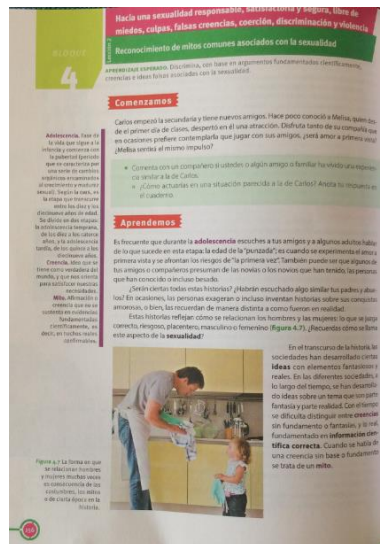 Hacia una sexualidad responsable, satisfactoria y segura, libre de
miedos, culpas, falsas creencias, coerción, discriminación y violencia
BLOQUE
4
Lección 2
Reconocimiento de mitos comunes asociados con la sexualidad
APRENDIZAJE ESPERADO: Discrimina, con base en argumentos fundamentados científicamente,
creencias e ideas falsas asociadas con la sexualidad.
Comenzamos
Carlos empezó la secundaria y tiene nuevos amigos. Hace poco conoció a Melisa, quien des-
de el primer día de clases, despertó en él una atracción. Disfruta tanto de su compañía que
en ocasiones prefiere contemplarla que jugar con sus amigos. ¿será amor a primera vista?
¿Melisa sentirá el mismo impulso?
Comenta con un compañero si ustedes, o algún amigo o familiar ha vivido una experien-
cia similar a la de Carlos.
¿Cómo actuarías en una situación parecida a la de Carlos? Anota tu respuesta en
el cuaderno.
Adolescencia. Fase de
la vida que sigue a la
infancia y comienza con
la pubertad (periodo
que se caracteriza por
una serie de cambios
orgánicos encaminados
al crecimiento y madurez
sexual). Según la
es
la etapa que transcurre
entre los diez y los
diecinueve años de edad.
Se divide en dos etapas:
la adolescencia temprana,
de los diez a los catorce
años, y la adolescencia
tardía, de los quince a los
diecinueve años.
Creencia. Idea que se
tiene como verdadera del
mundo, y que nos orienta
para satisfacer nuestras
necesidades.
Mito. Afirmación o
creencia que no se
sustenta en evidencias
fundamentadas
científicamente, es
decir, en hechos reales
confirmables.
Aprendemos
Es frecuente que durante la adolescencia escuches a tus amigos y a algunos adultos hablar
de lo que sucede en esta etapa: la edad de la "punzada"; es cuando se experimenta el amor a
primera vista y se afrontan los riesgos de "la primera vez". También puede ser que algunos de
tus amigos o compañeros presuman de las novias o los novios que han tenido, las personas
que han conocido o incluso besado.
¿Serán ciertas todas estas historias? ¿Habrán escuchado algo similar tus padres y abue-
los? En ocasiones, las personas exageran o incluso inventan historias sobre sus conquistas
amorosas, o bien, las recuerdan de manera distinta a como fueron en realidad.
Estas historias reflejan cómo se relacionan los hombres y las mujeres: lo que se juzga
correcto, riesgoso, placentero, masculino o femenino (figura 4.7). ¿Recuerdas cómo se llama
este aspecto de la sexualidad?
En el transcurso de la historia, las
sociedades han desarrollado ciertas
ideas con elementos fantasiosos y
reales. En las diferentes sociedades, a
lo largo del tiempo, se han desarrolla-
do ideas sobre un tema que son parte
fantasía y parte realidad. Con el tiempo
se dificulta distinguir entre creencias
sin fundamento o fantasías, y lo real,
fundamentado en información cien-
tífica correcta. Cuando se habla de
una creencia sin base o fundamento
se trata de un mito.
Figura 4.7 La forma en que
se relacionan hombres
y mujeres muchas veces
es consecuencia de las
costumbres, los mitos
o de cierta época en la
historia.